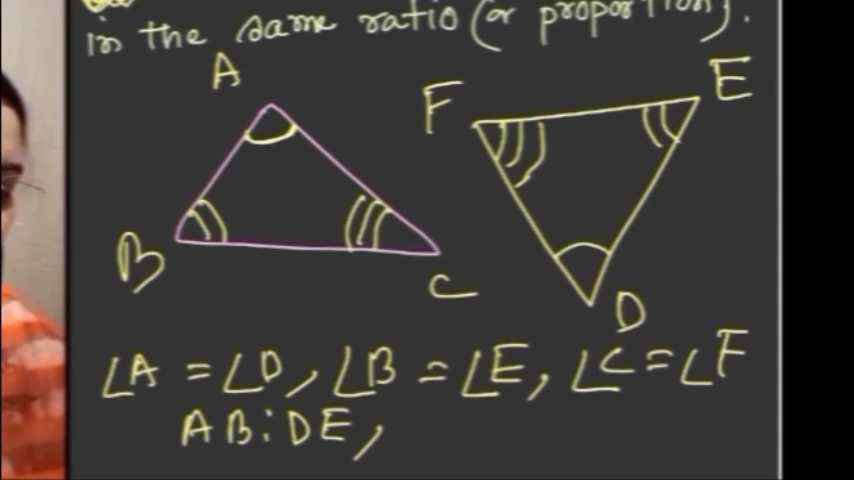 in the same ratio (or proportion).
A
F
E
B
C
D
∠A = ∠D, ∠B = ∠E, ∠C = ∠F
AB:DE,